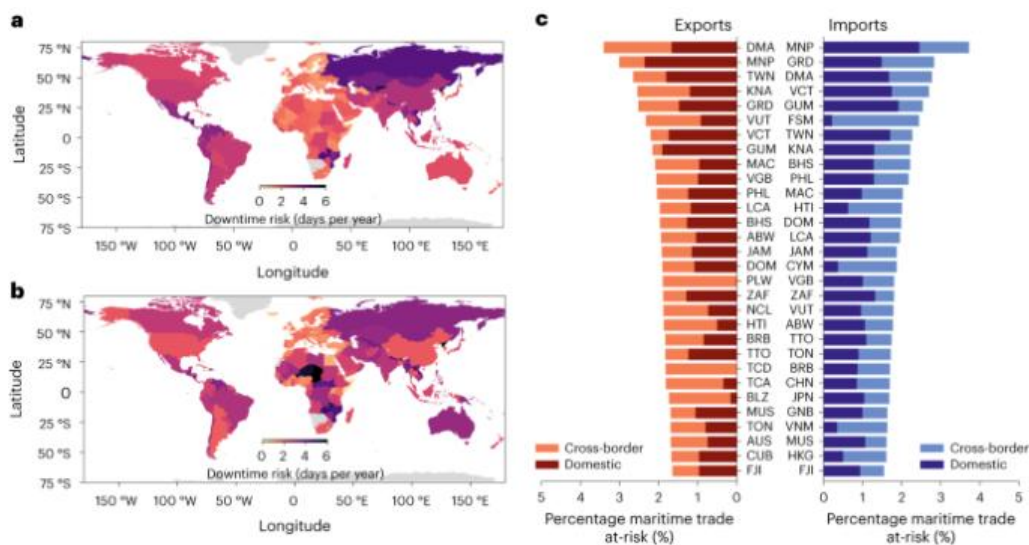 a
75 °N
50 °N
25 °N
0
25 °S
50 °S
75 °S
Latitude
0 2 4 6
Downtime risk (days per year)
150 °W 100 °W 50 °W 0 50 °E 100 °E 150 °E
Longitude
b
75 °N
50 °N
25 °N
0
25 °S
50 °S
75 °S
Latitude
0 2 4 6
Downtime risk (days per year)
150 °W 100 °W 50 °W 0 50 °E 100 °E 150 °E
Longitude
c
Exports Imports
DMA MNP
MNP GRD
TWN DMA
KNA VCT
GRD GUM
VUT FSM
VCT TWN
GUM KNA
MAC BHS
VGB PHL
PHL MAC
LCA HTI
BHS DOM
ABW LCA
JAM JAM
DOM CYM
PLW VGB
ZAF ZAF
NCL VUT
HTI ABW
BRB TTO
TTO TON
TCD BRB
TCA CHN
BLZ JPN
MUS GNB
TON VNM
AUS MUS
CUB HKG
FJI FJI
Cross-border Cross-border
Domestic Domestic
5 4 3 2 1 0 0 1 2 3 4 5
Percentage maritime trade Percentage maritime trade
at-risk (%) at-risk (%)